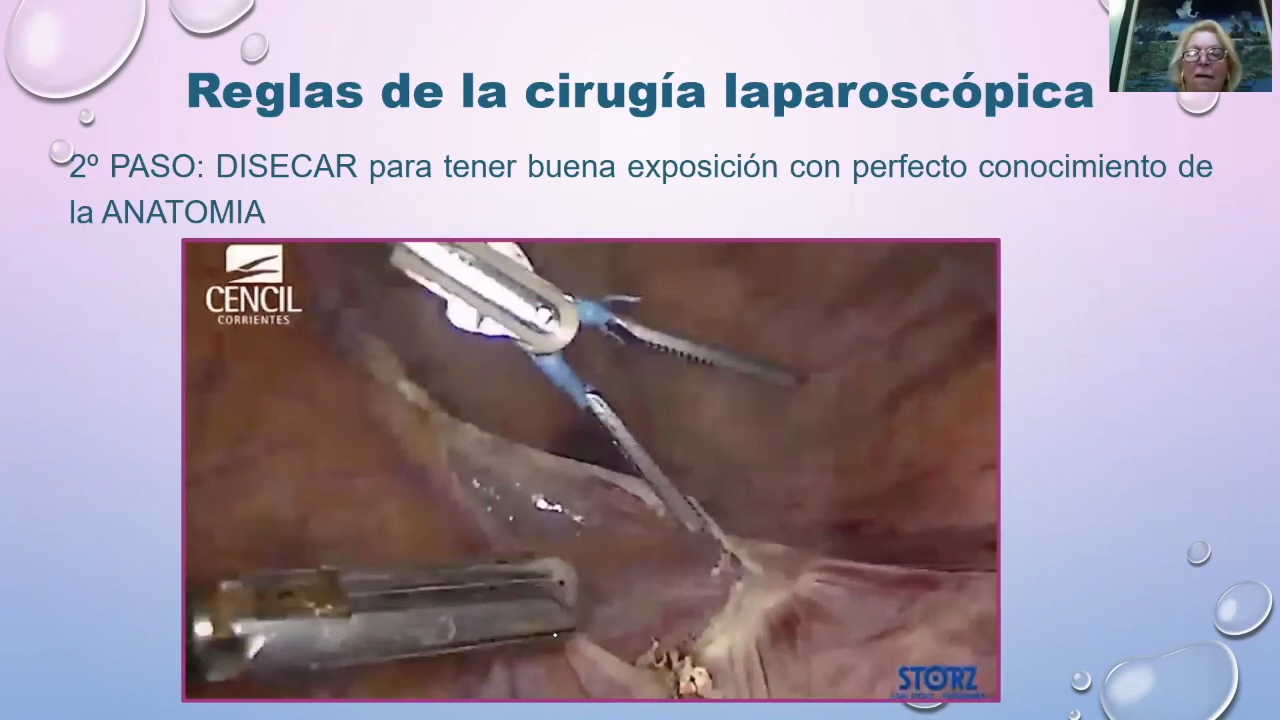 Reglas de la cirugía laparoscópica
2º PASO: DISECAR para tener buena exposición con perfecto conocimiento de
la ANATOMIA
CENCIL
CORRIENTES
STORZ